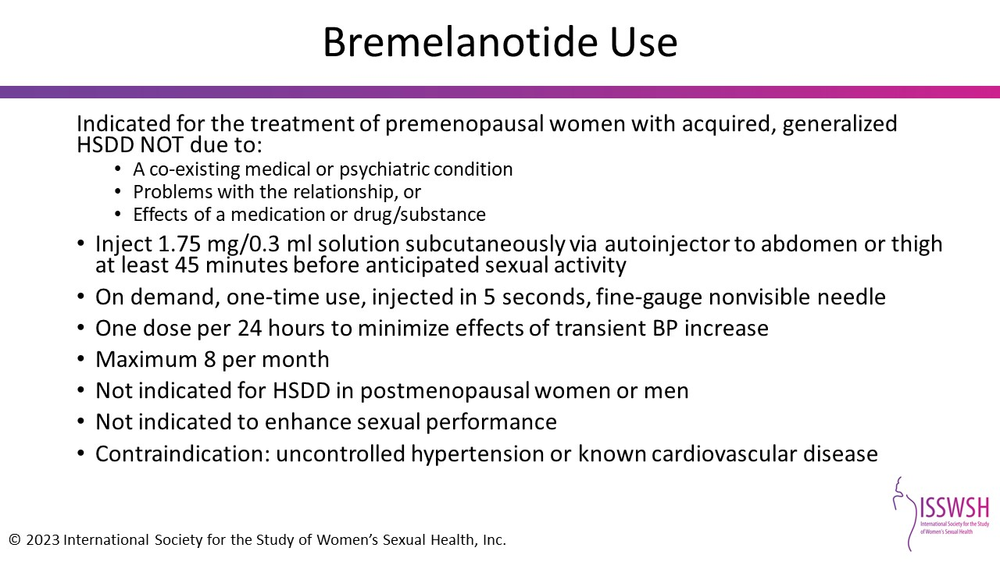 Bremelanotide Use
Indicated for the treatment of premenopausal women with acquired, generalized
HSDD NOT due to:
• A co-existing medical or psychiatric condition
• Problems with the relationship, or
• Effects of a medication or drug/substance
• Inject 1.75 mg/0.3 ml solution subcutaneously via autoinjector to abdomen or thigh
at least 45 minutes before anticipated sexual activity
• On demand, one-time use, injected in 5 seconds, fine-gauge nonvisible needle
• One dose per 24 hours to minimize effects of transient BP increase
• Maximum 8 per month
• Not indicated for HSDD in postmenopausal women or men
• Not indicated to enhance sexual performance
• Contraindication: uncontrolled hypertension or known cardiovascular disease
ISSWSH
International Society for the Study
of Women's Sexual Health
© 2023 International Society for the Study of Women’s Sexual Health, Inc.